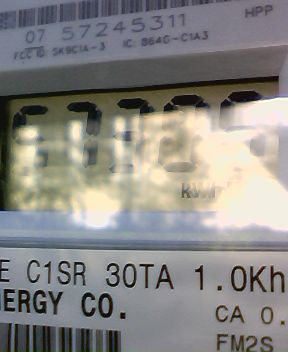 07 57245311
HPP
FCC ID: SK9C1A-3 IC: 864G-C1A3
KWH
E C1SR 30TA 1.0Kh
NERGY CO.
CA 0.
FM2S